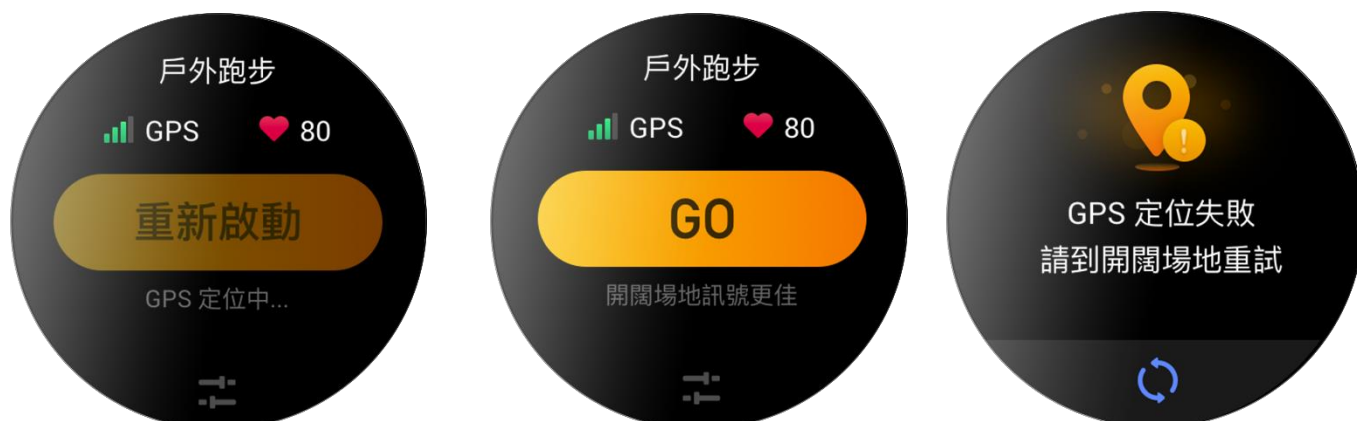 戶外跑步
GPS 80
重新啟動
GPS 定位中...
戶外跑步
GPS 80
GO
開闊場地訊號更佳
!
GPS 定位失敗
請到開闊場地重試